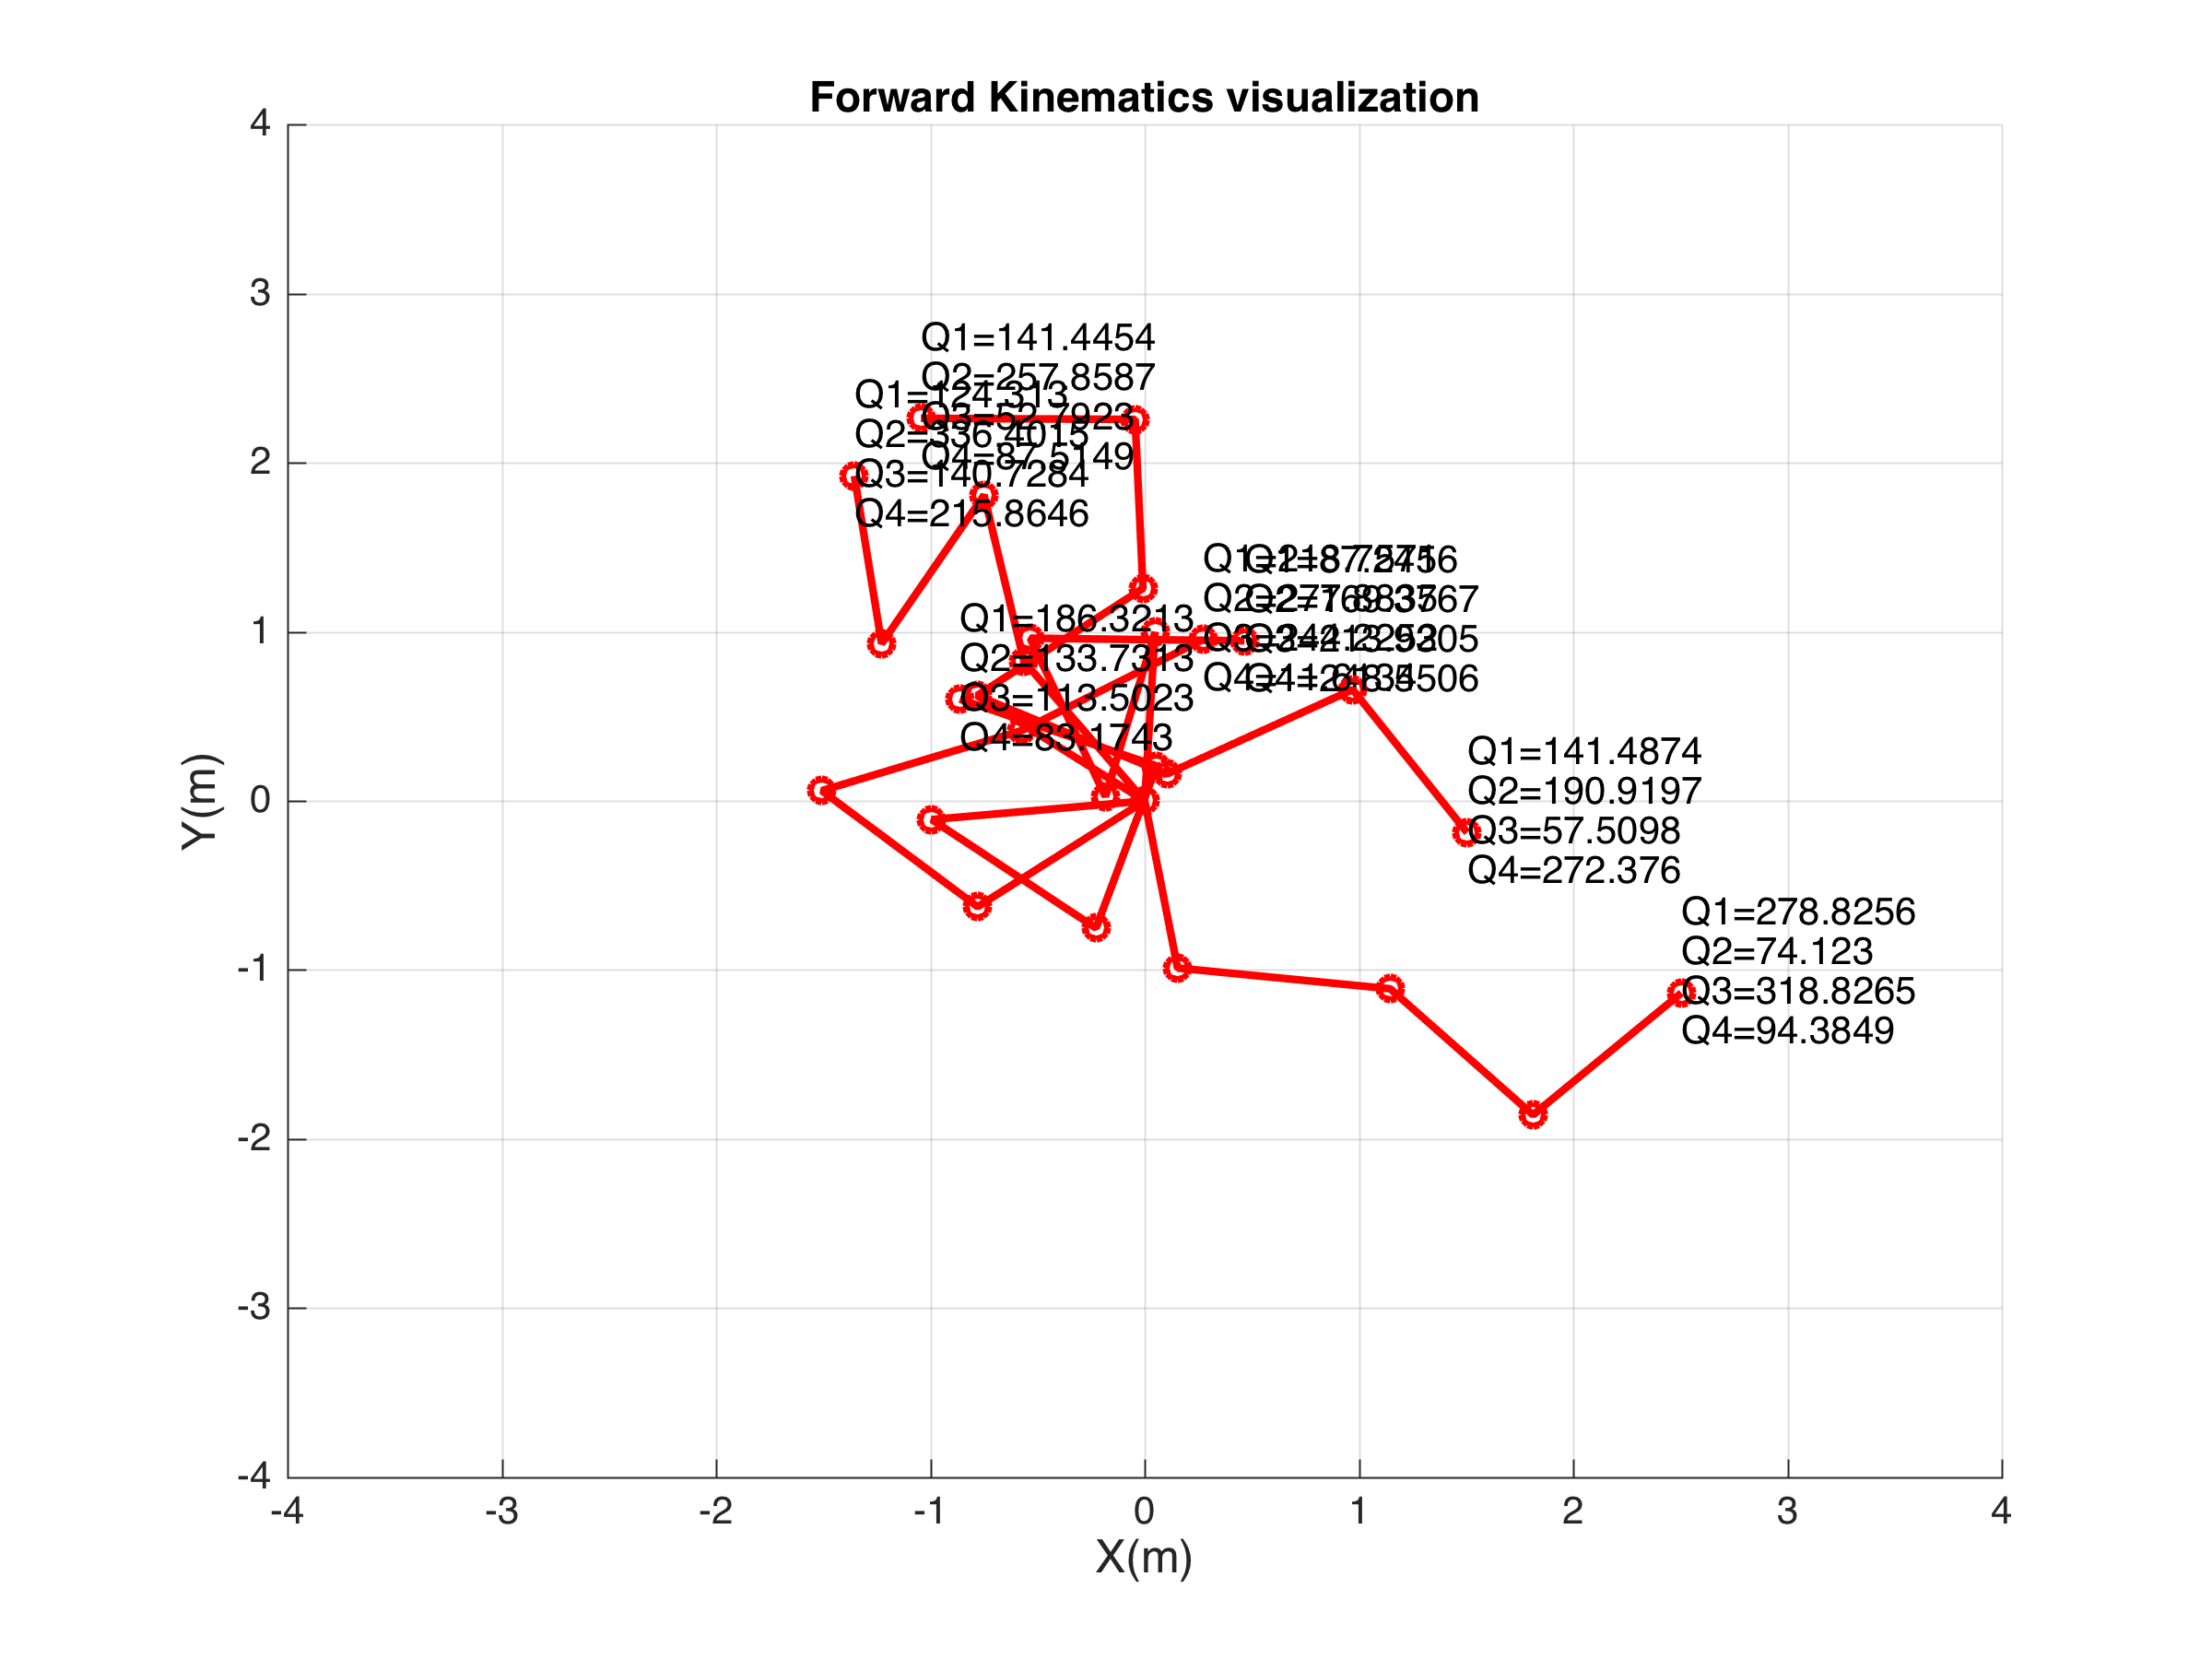 Forward Kinematics visualization
4
3
2
1
0
-1
-2
-3
-4
Y(m)
Q1=141.4454
Q2=257.8587
Q3=52.7923
Q4=87.5149
Q1=124.313
Q2=336.4015
Q3=140.7284
Q4=215.8646
Q1=186.3213
Q2=133.7313
Q3=113.5023
Q4=83.1743
Q1=141.4874
Q2=190.9197
Q3=57.5098
Q4=272.376
Q1=278.8256
Q2=74.123
Q3=318.8265
Q4=94.3849
-4
-3
-2
-1
0
1
2
3
4
X(m)